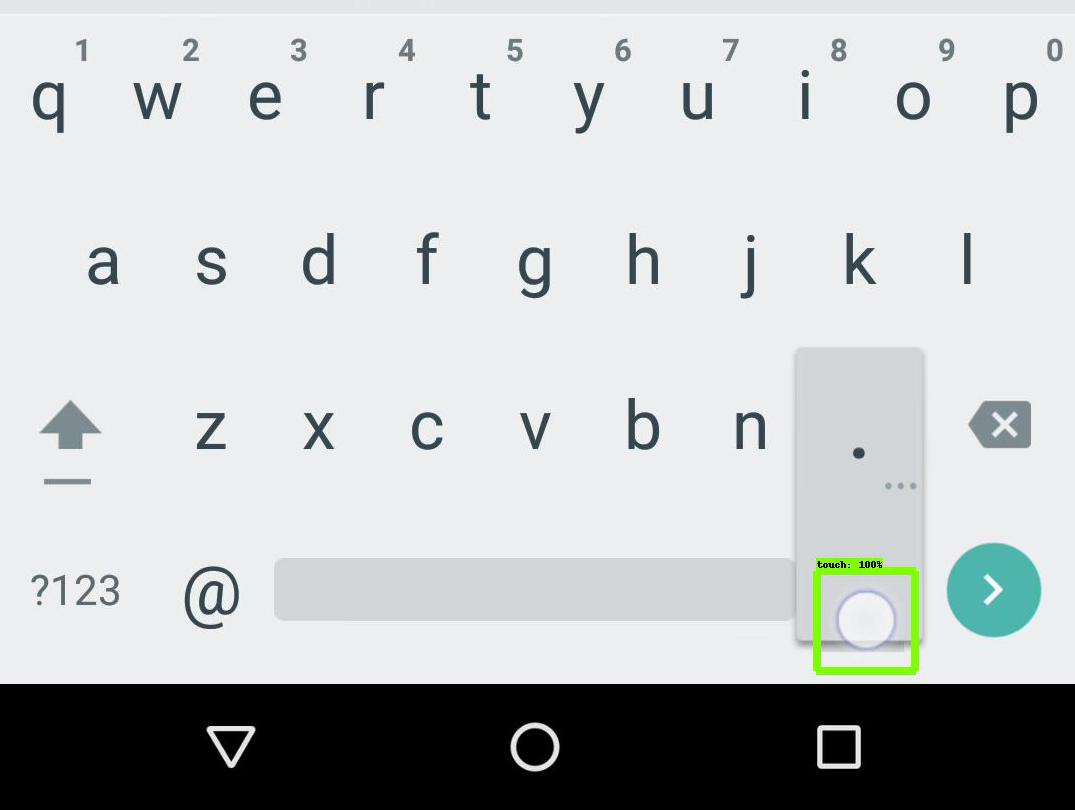 1 2 3 4 5 6 7 8 9 0
q w e r t y u i o p
a s d f g h j k l
z x c v b n .
...
touch: 100%
?123 @